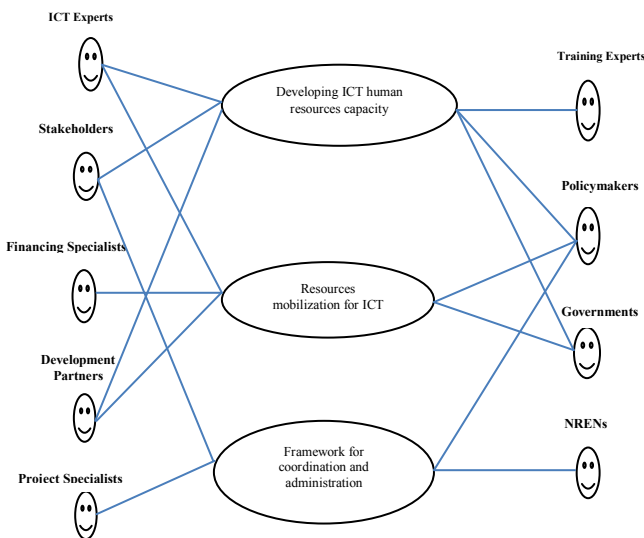 ICT Experts
Stakeholders
Financing Specialists
Development
Partners
Project Specialists
Developing ICT human
resources capacity
Resources
mobilization for ICT
Framework for
coordination and
administration
Training Experts
Policymakers
Governments
NRENs